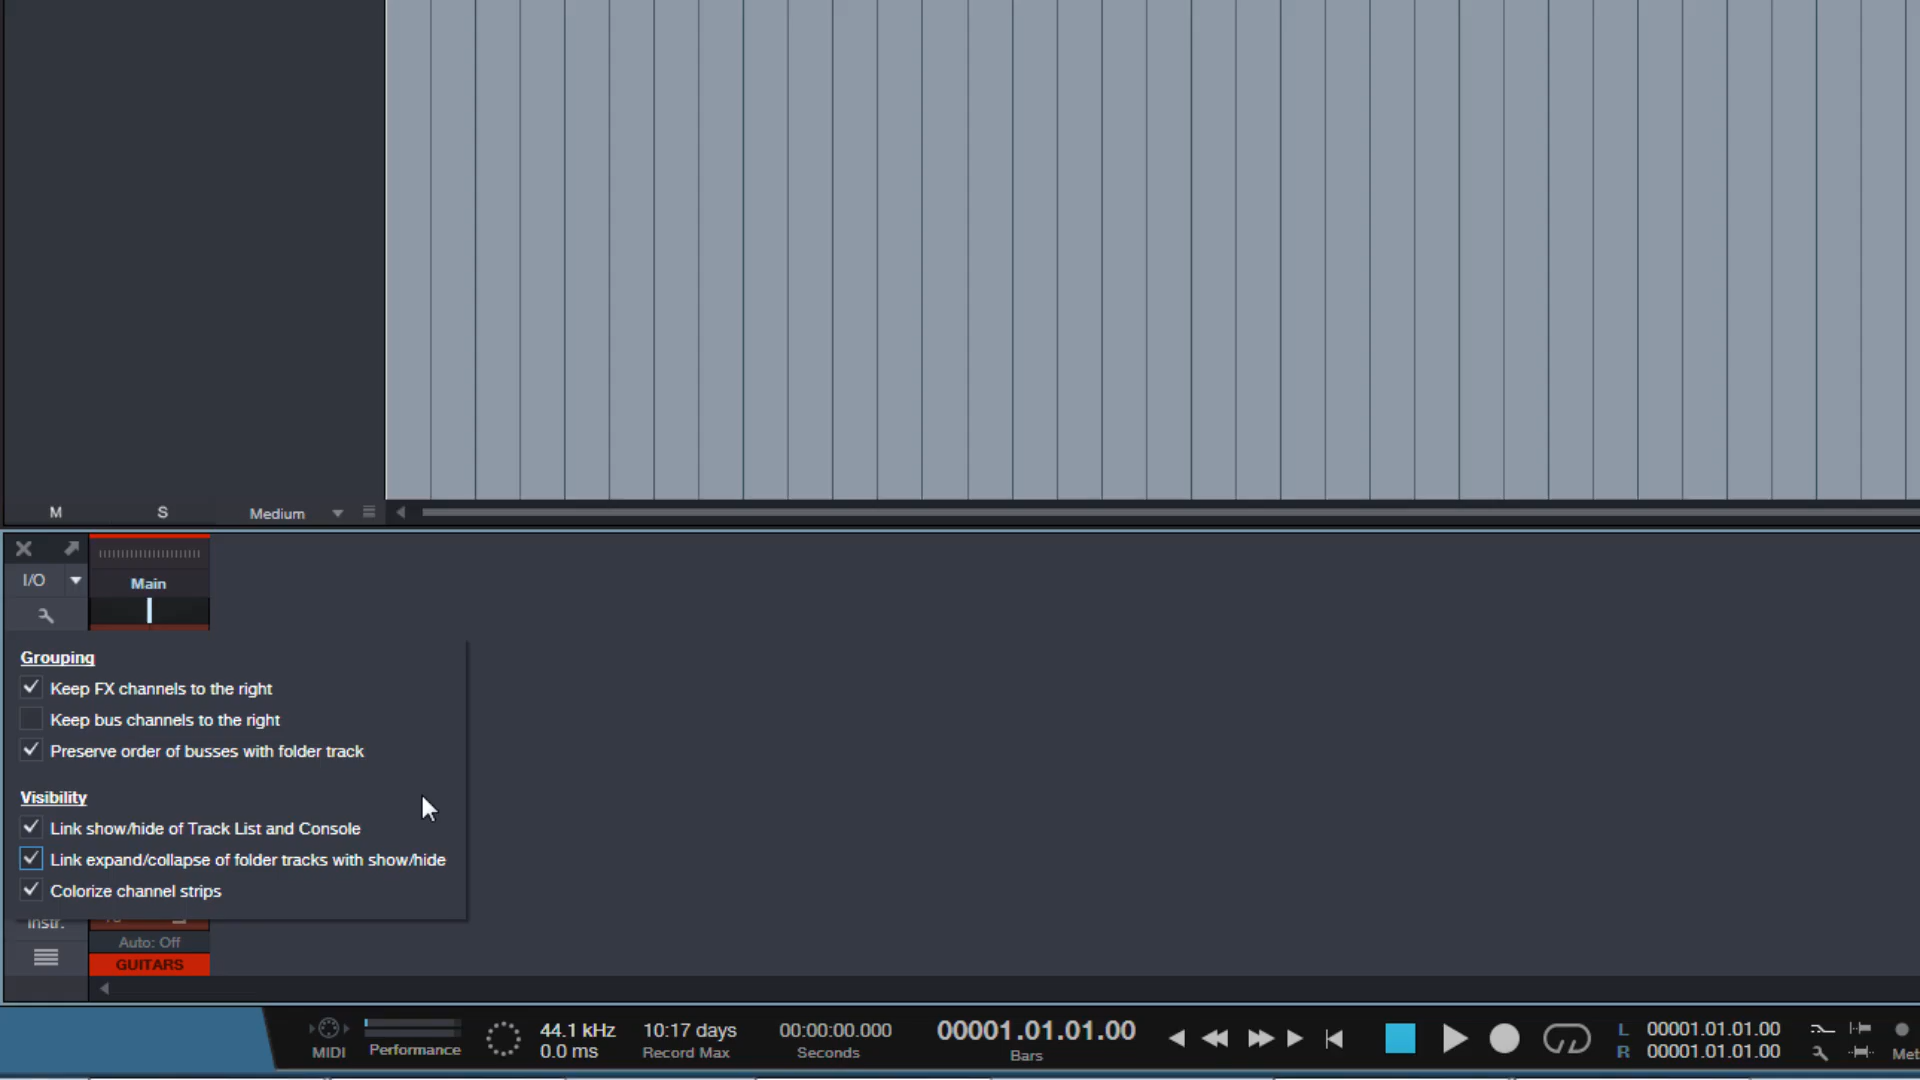 M S Medium
I/O Main
Grouping
Keep FX channels to the right
Keep bus channels to the right
Preserve order of busses with folder track
Visibility
Link show/hide of Track List and Console
Link expand/collapse of folder tracks with show/hide
Colorize channel strips
Instr.
Auto: Off
GUITARS
44.1 kHz 10:17 days 00:00:00.000 00001.01.01.00 L 00001.01.01.00
MIDI Performance 0.0 ms Record Max Seconds Bars R 00001.01.01.00 Met